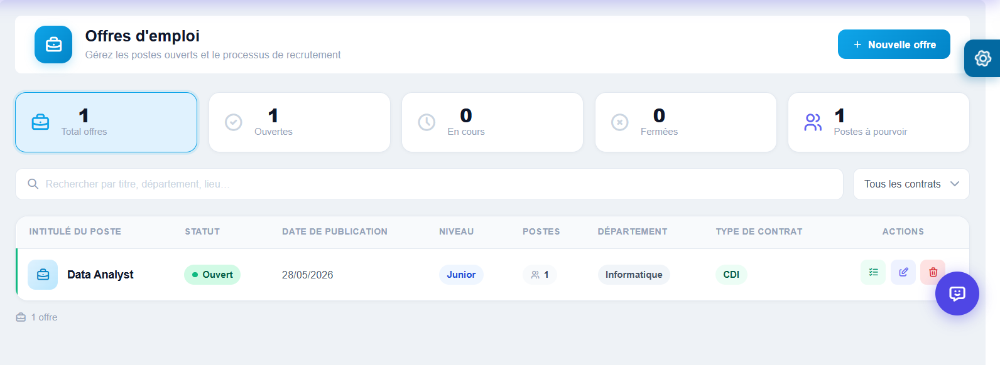 Offres d'emploi
Gérez les postes ouverts et le processus de recrutement
+ Nouvelle offre
1
Total offres
1
Ouvertes
0
En cours
0
Fermées
1
Postes à pourvoir
Rechercher par titre, département, lieu...
Tous les contrats
INTITULÉ DU POSTE STATUT DATE DE PUBLICATION NIVEAU POSTES DÉPARTEMENT TYPE DE CONTRAT ACTIONS
Data Analyst Ouvert 28/05/2026 Junior 1 Informatique CDI
1 offre